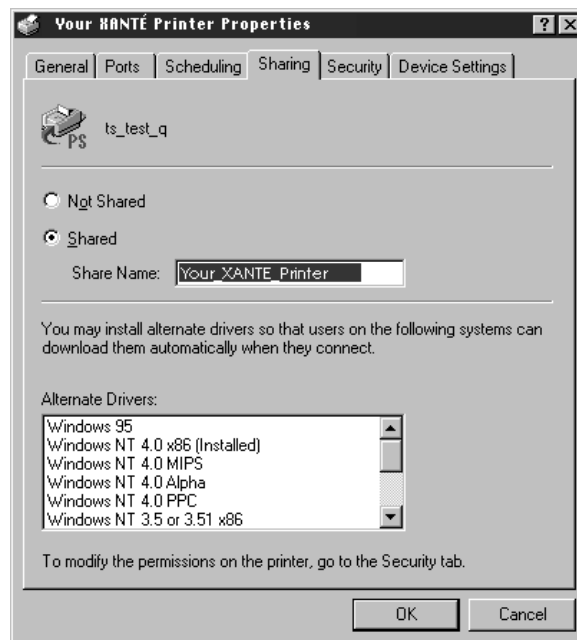 Your XANTÉ Printer Properties
General Ports Scheduling Sharing Security Device Settings
PS
ts_test_q
Not Shared
Shared
Share Name: Your_XANTE_Printer
You may install alternate drivers so that users on the following systems can
download them automatically when they connect.
Alternate Drivers:
Windows 95
Windows NT 4.0 x86 (Installed)
Windows NT 4.0 MIPS
Windows NT 4.0 Alpha
Windows NT 4.0 PPC
Windows NT 3.5 or 3.51 x86
To modify the permissions on the printer, go to the Security tab.
OK Cancel